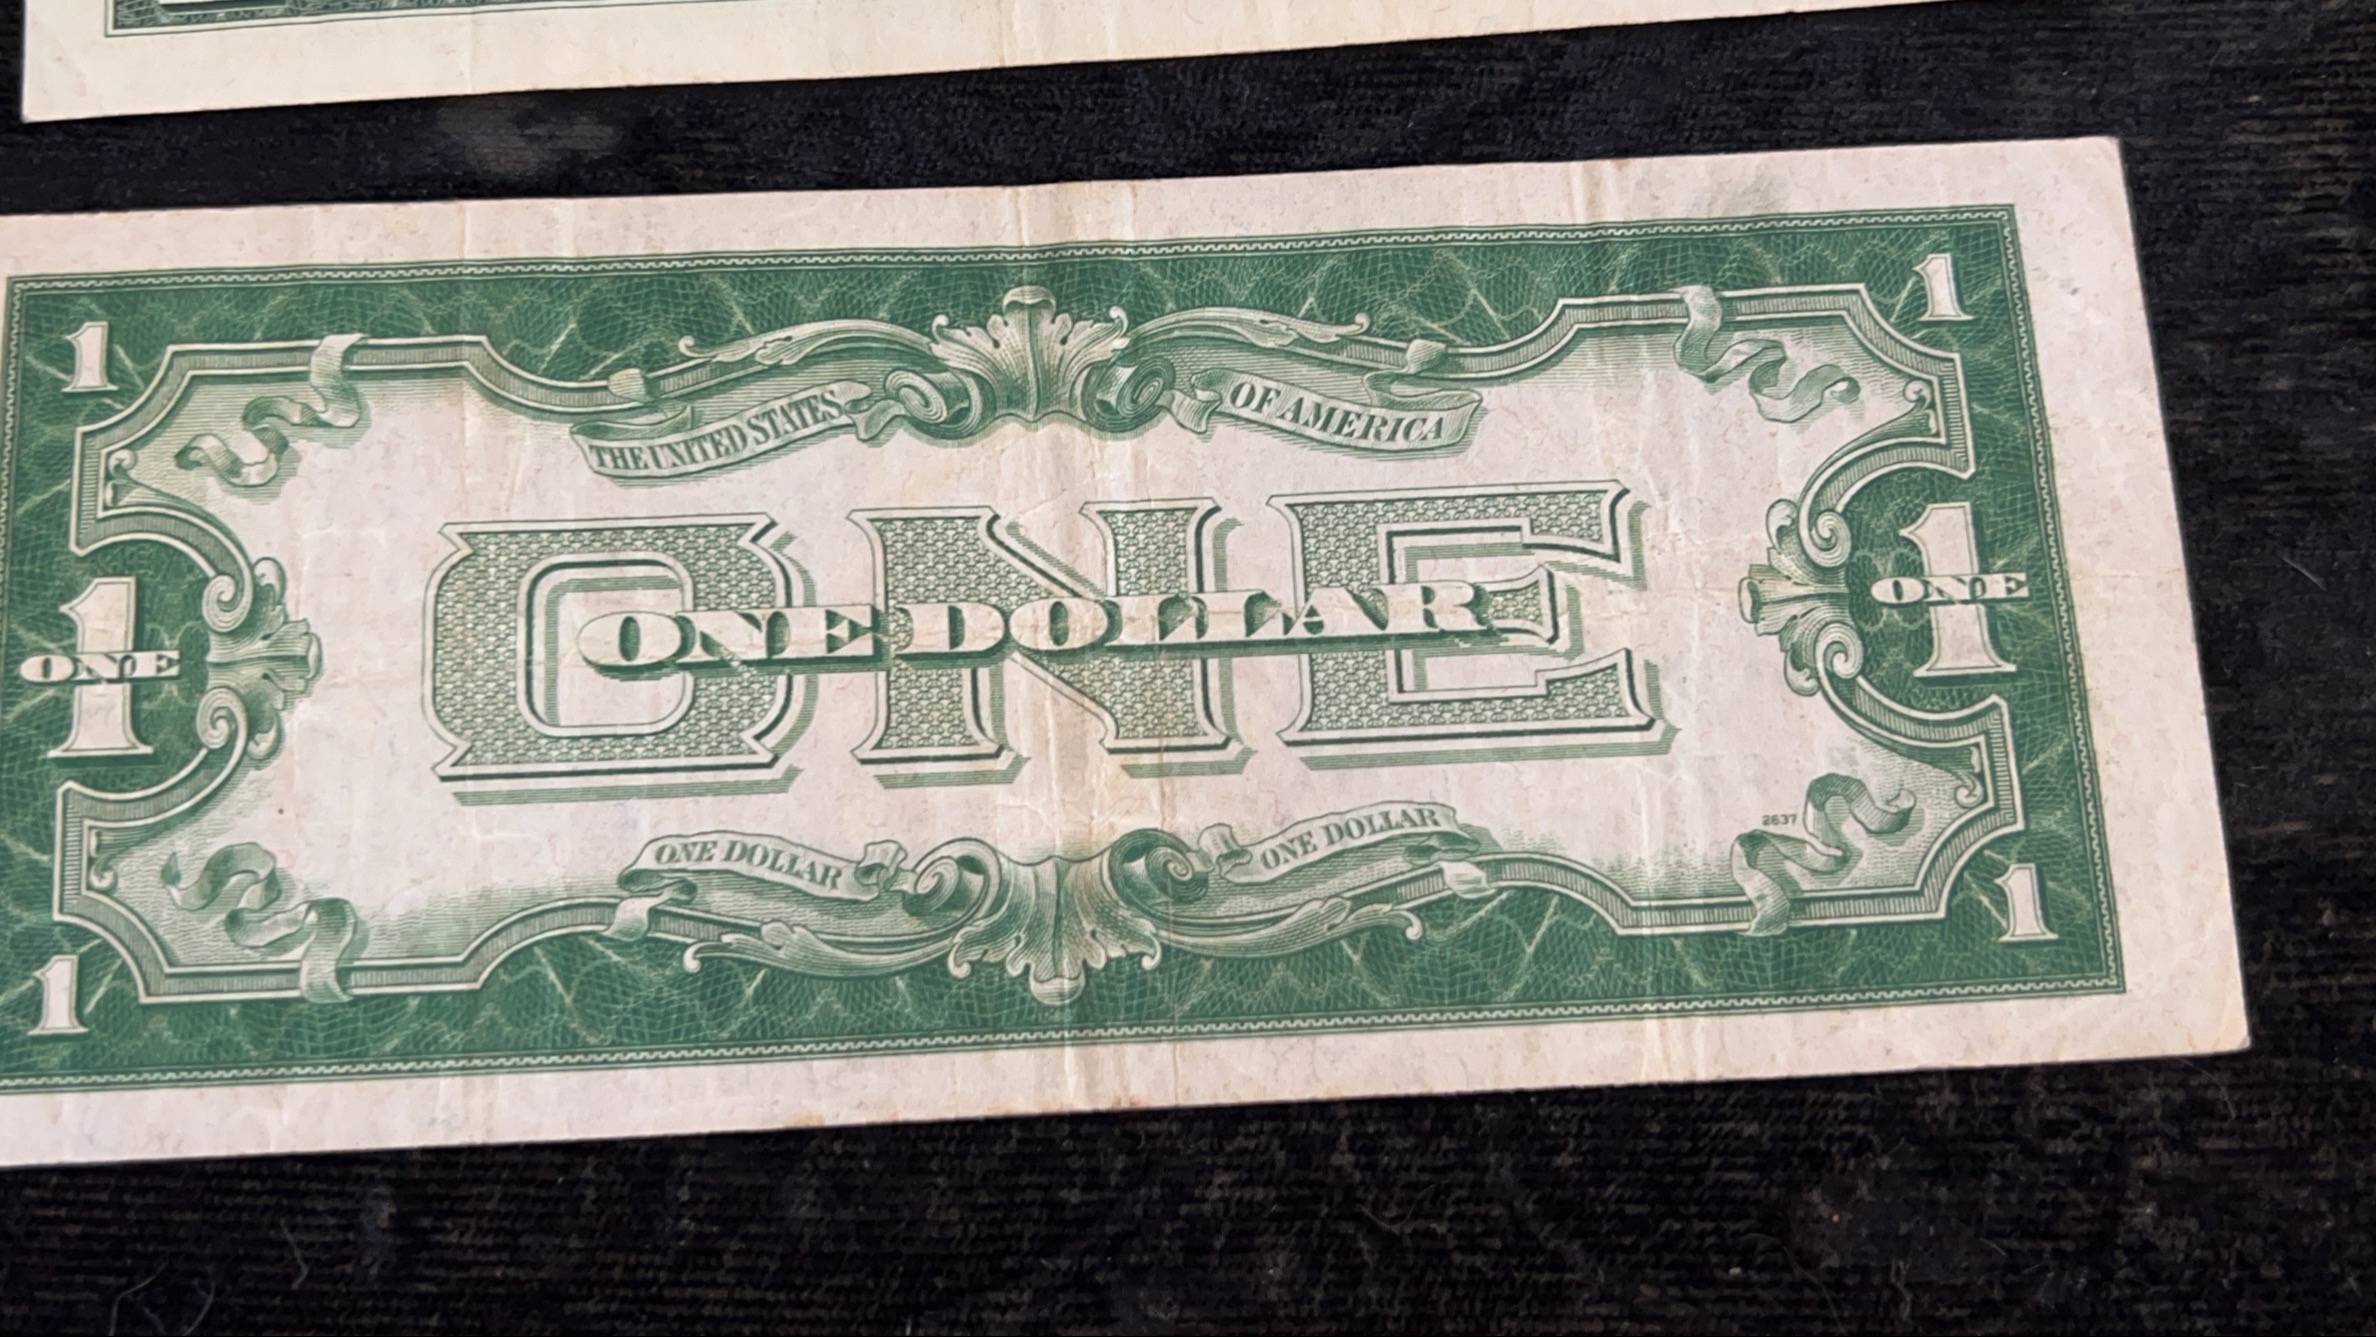 1 1
THE UNITED STATES OF AMERICA
ONE
ONE DOLLAR
1 ONE 1 ONE
2637
ONE DOLLAR ONE DOLLAR
1 1